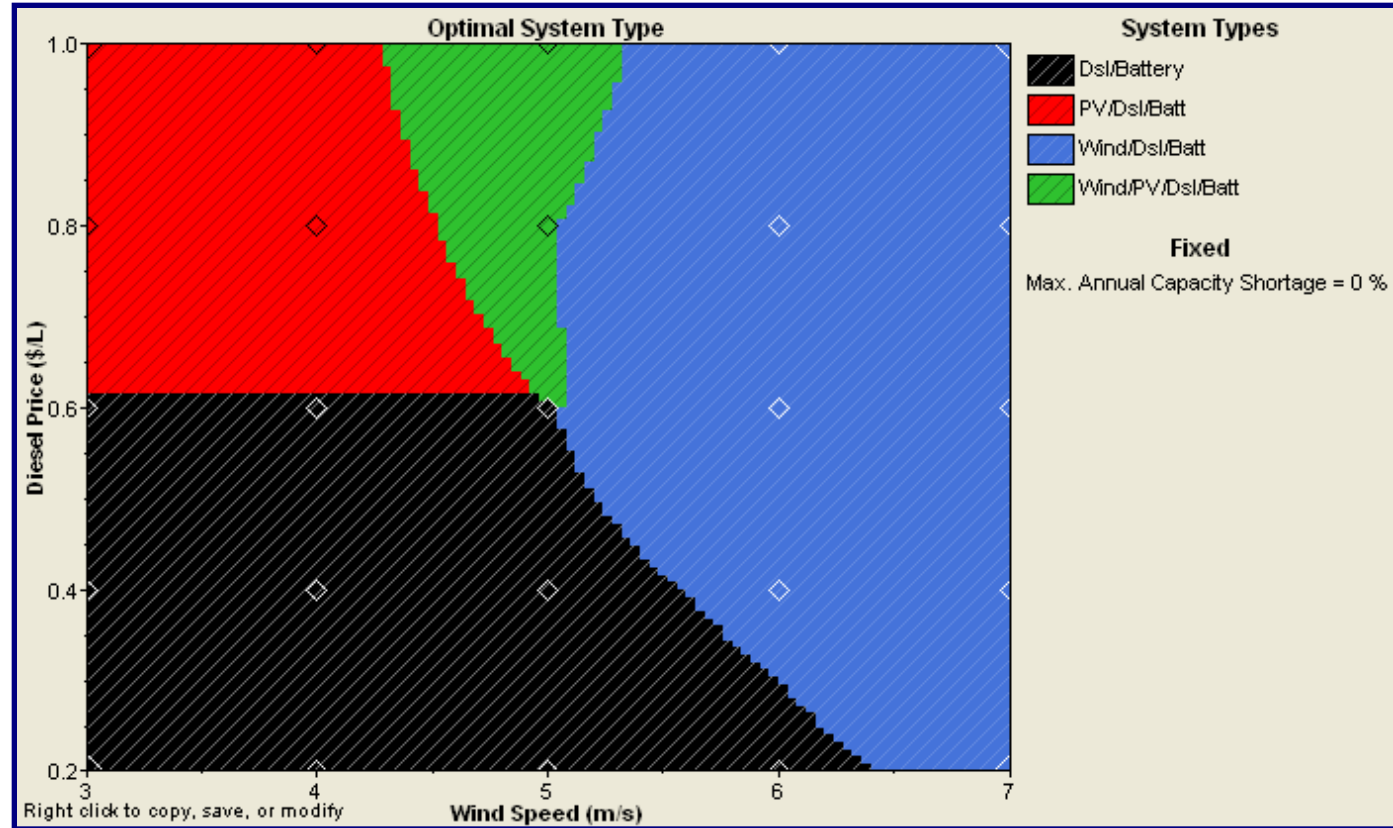 Optimal System Type
1.0
0.8
0.6
0.4
0.2
Diesel Price ($/L)
3
4
5
6
7
Wind Speed (m/s)
Right click to copy, save, or modify
System Types
Dsl/Battery
PV/Dsl/Batt
Wind/Dsl/Batt
Wind/PV/Dsl/Batt
Fixed
Max. Annual Capacity Shortage = 0 %